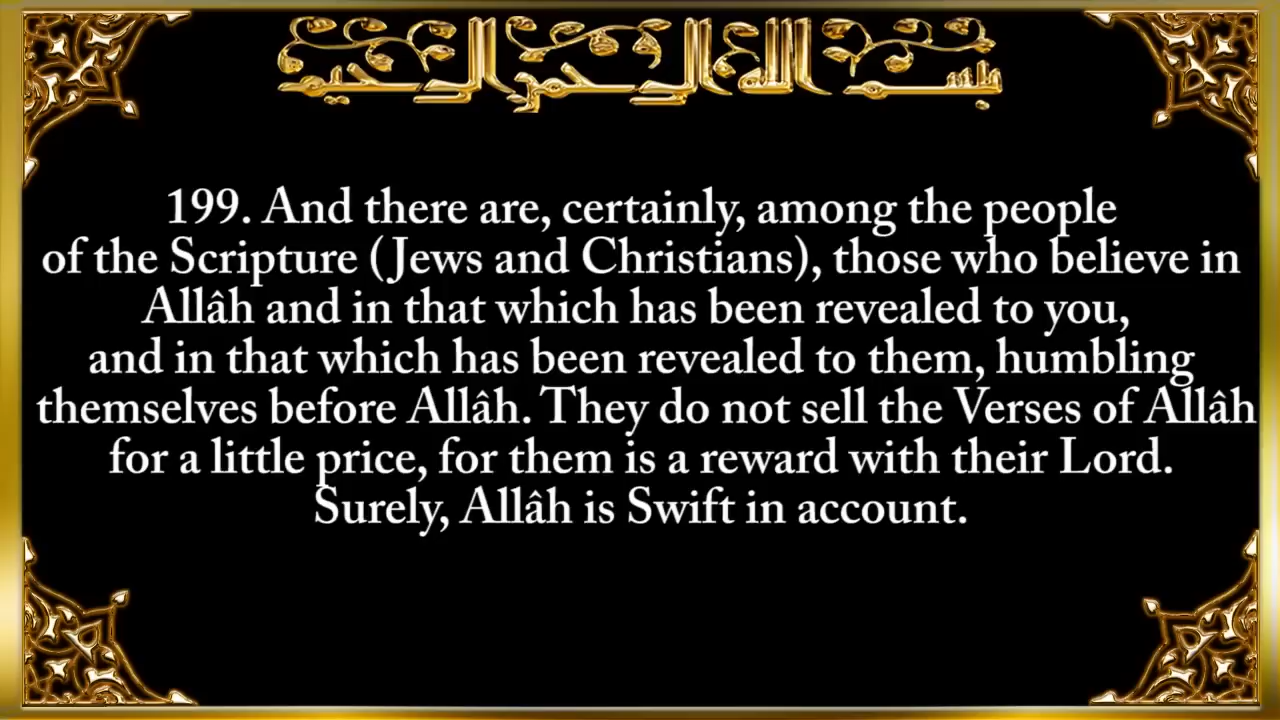 بسم الله الرحمن الرحيم
199. And there are, certainly, among the people
of the Scripture (Jews and Christians), those who believe in
Allâh and in that which has been revealed to you,
and in that which has been revealed to them, humbling
themselves before Allâh. They do not sell the Verses of Allâh
for a little price, for them is a reward with their Lord.
Surely, Allâh is Swift in account.